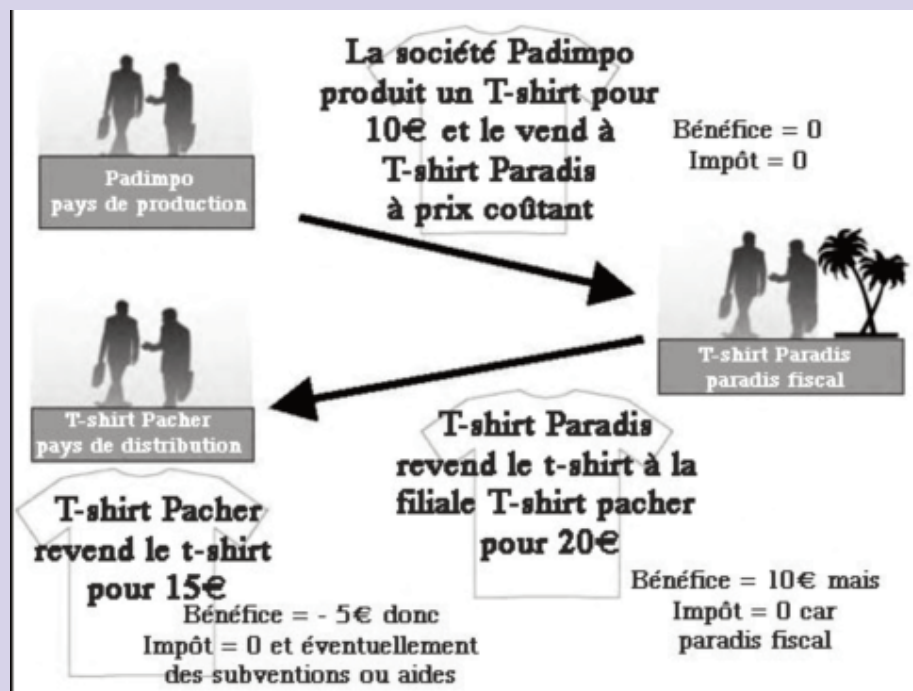 La société Padimpo
produit un T-shirt pour
10€ et le vend à
T-shirt Paradis
à prix coûtant
Bénéfice = 0
Impôt = 0
Padimpo
pays de production
T-shirt Paradis
paradis fiscal
T-shirt Pacher
pays de distribution
T-shirt Paradis
revend le t-shirt à la
filiale T-shirt pacher
pour 20€
Bénéfice = 10€ mais
Impôt = 0 car
paradis fiscal
T-shirt Pacher
revend le t-shirt
pour 15€
Bénéfice = - 5€ donc
Impôt = 0 et éventuellement
des subventions ou aides